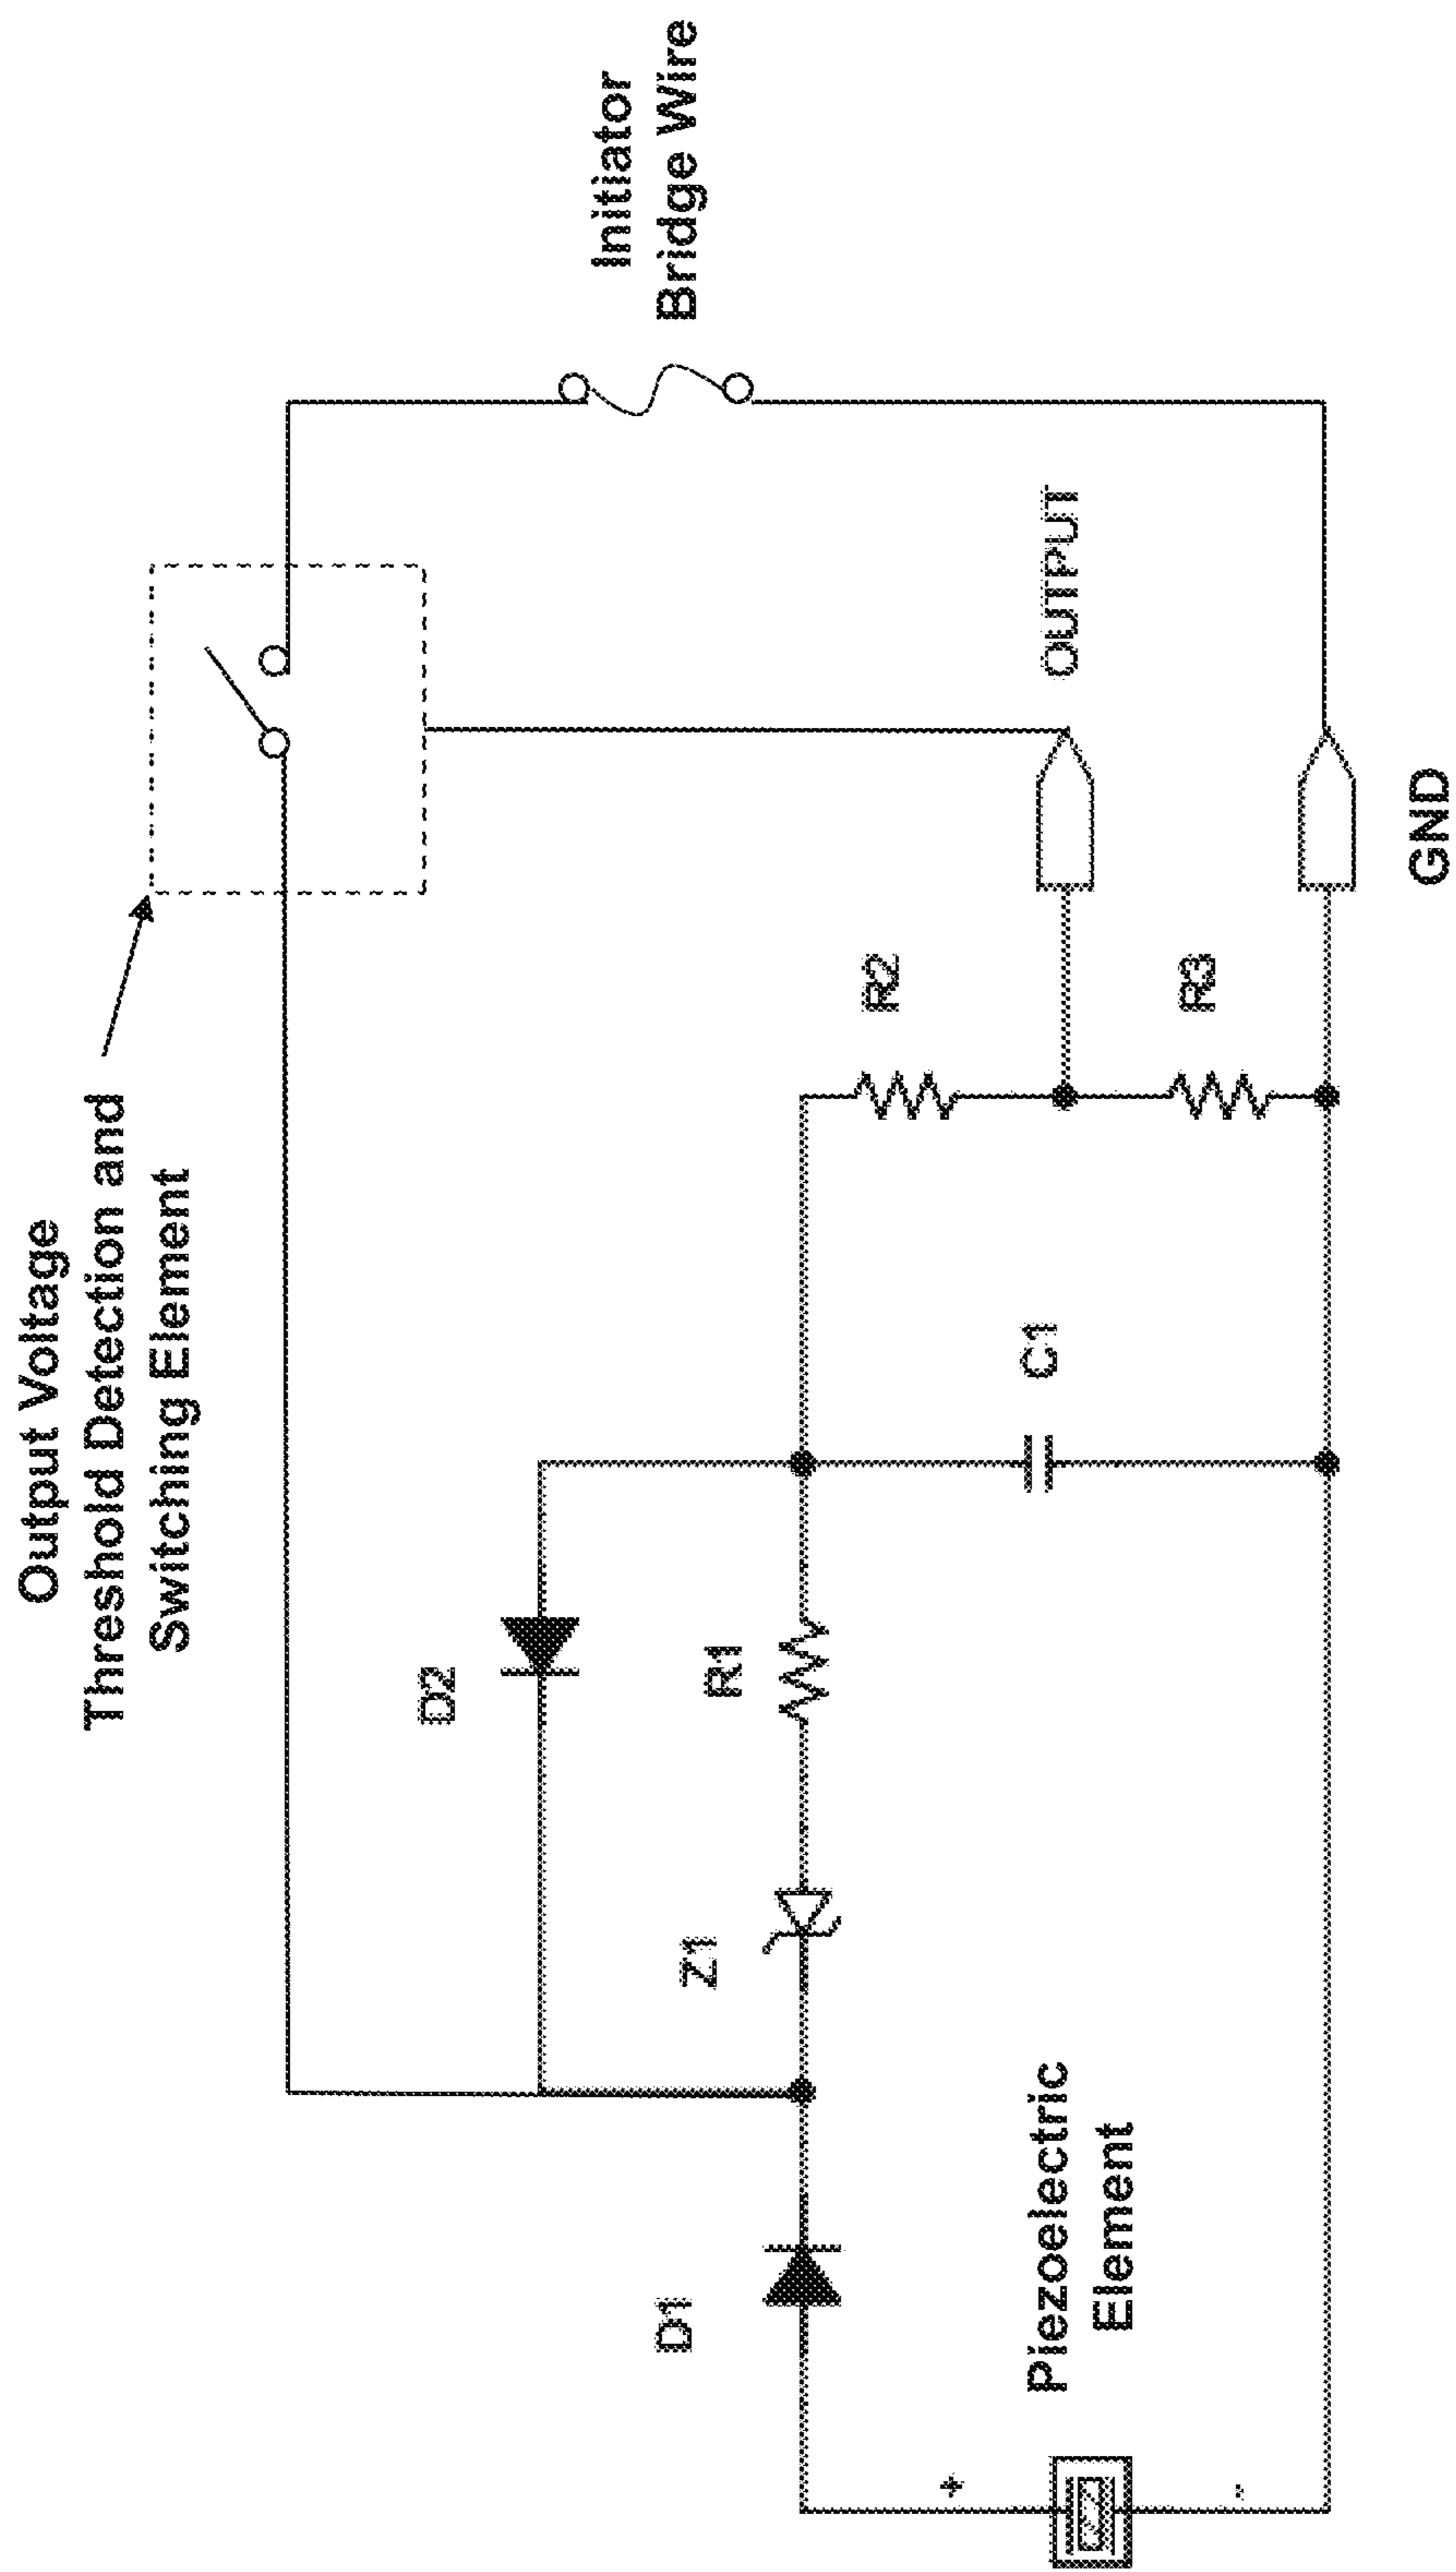 Output Voltage
Threshold Detection and
Switching Element
Initiator
Bridge Wire
D2
R1
Z1
D1
C1
R2
R3
OUTPUT
GND
Piezoelectric
Element
+
-